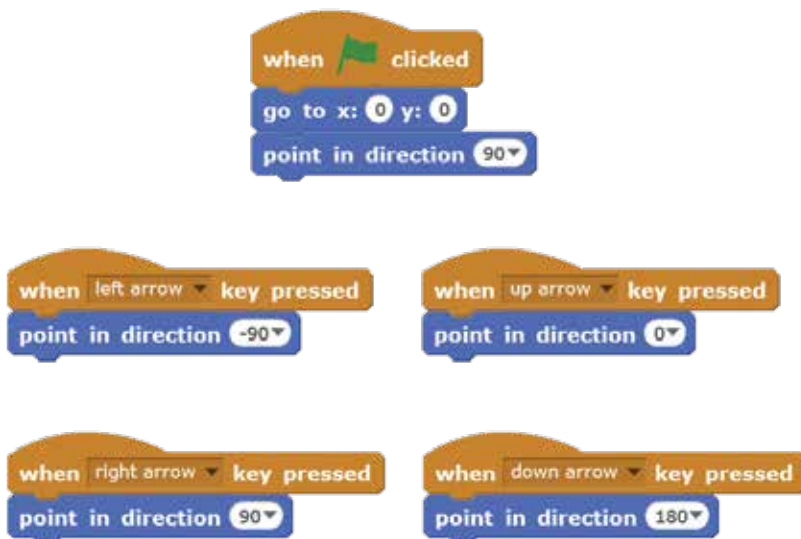 when clicked
go to x: 0 y: 0
point in direction 90
when left arrow key pressed
point in direction -90
when up arrow key pressed
point in direction 0
when right arrow key pressed
point in direction 90
when down arrow key pressed
point in direction 180